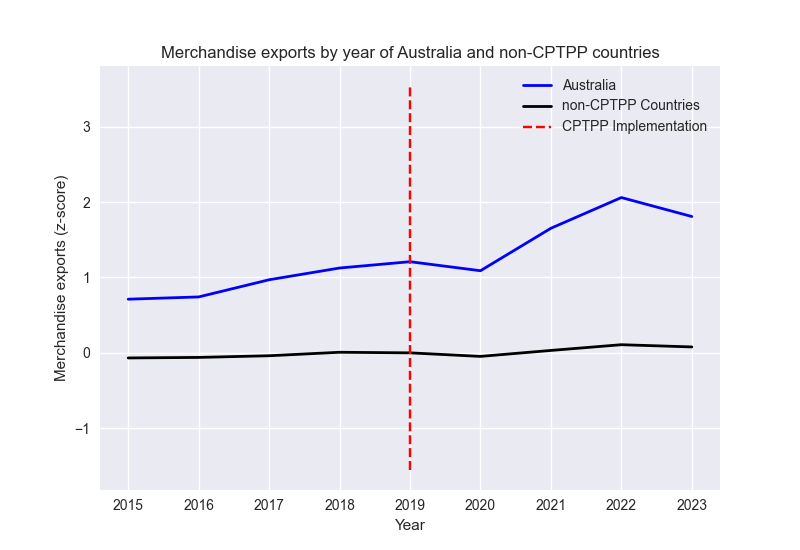 Merchandise exports by year of Australia and non-CPTPP countries
Australia
non-CPTPP Countries
CPTPP Implementation
3
2
1
0
−1
Merchandise exports (z-score)
2015 2016 2017 2018 2019 2020 2021 2022 2023
Year